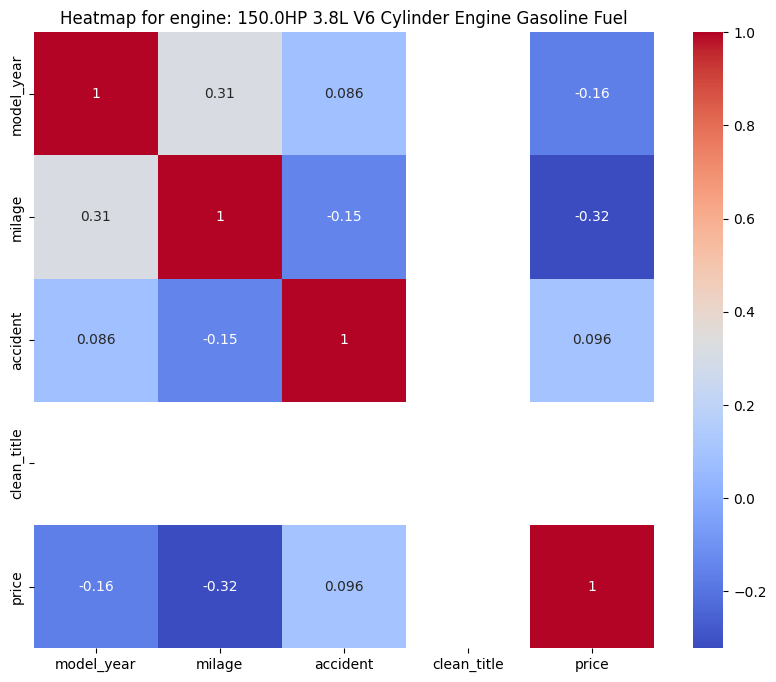 Heatmap for engine: 150.0HP 3.8L V6 Cylinder Engine Gasoline Fuel
model_year 1 0.31 0.086 -0.16
milage 0.31 1 -0.15 -0.32
accident 0.086 -0.15 1 0.096
clean_title
price -0.16 -0.32 0.096 1
model_year milage accident clean_title price
1.0
0.8
0.6
0.4
0.2
0.0
−0.2